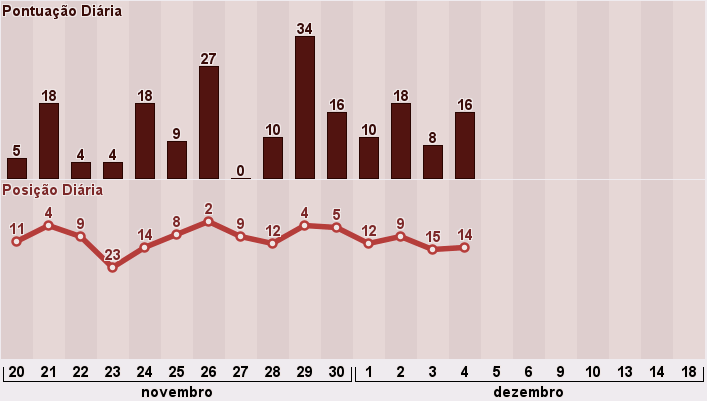 Pontuação Diária
5 18 4 4 18 9 27 0 10 34 16 10 18 8 16
Posição Diária
11 4 9 23 14 8 2 9 12 4 5 12 9 15 14
20 21 22 23 24 25 26 27 28 29 30 1 2 3 4 5 6 9 10 13 14 18
novembro dezembro